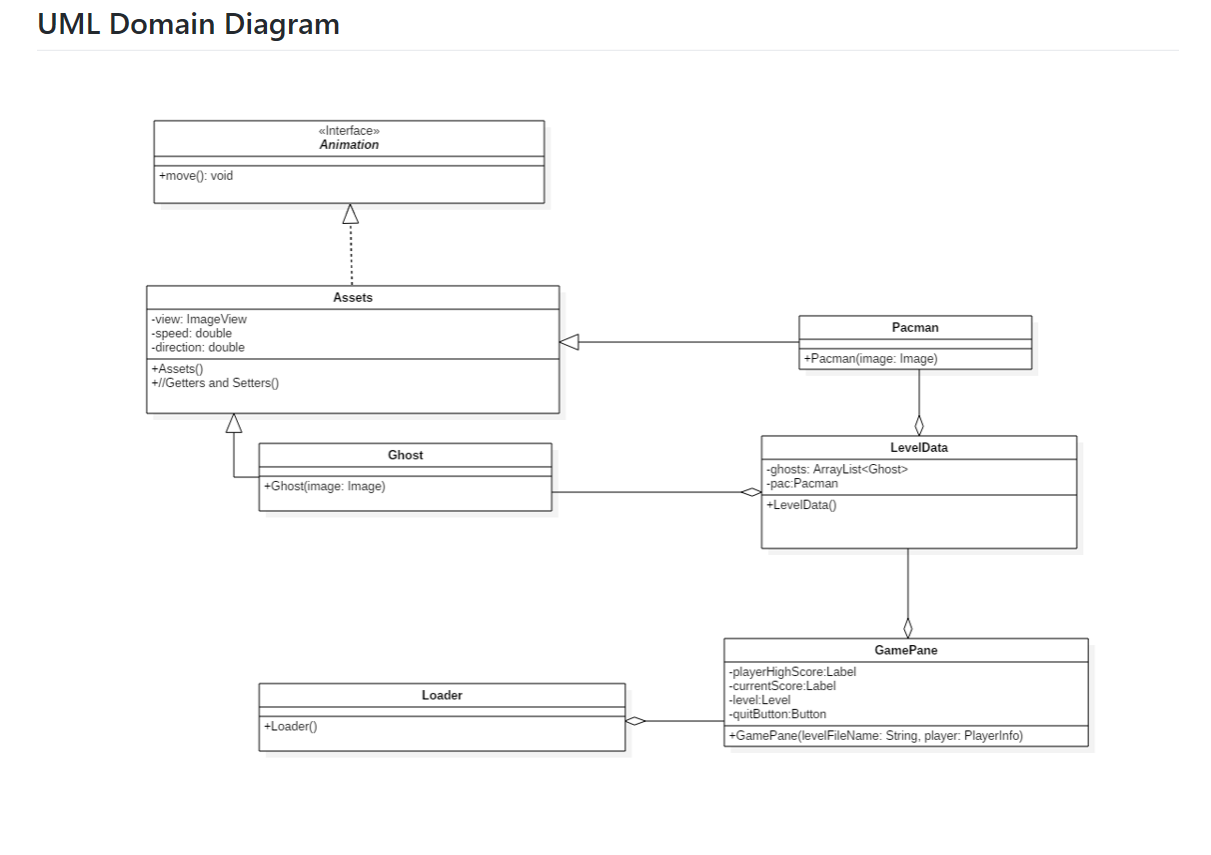 UML Domain Diagram
«Interface»
Animation
+move(): void
Assets
-view: ImageView
-speed: double
-direction: double
+Assets()
+//Getters and Setters()
Pacman
+Pacman(image: Image)
Ghost
+Ghost(image: Image)
LevelData
-ghosts: ArrayList<Ghost>
-pac:Pacman
+LevelData()
GamePane
-playerHighScore:Label
-currentScore:Label
-level:Level
-quitButton:Button
+GamePane(levelFileName: String, player: PlayerInfo)
Loader
+Loader()